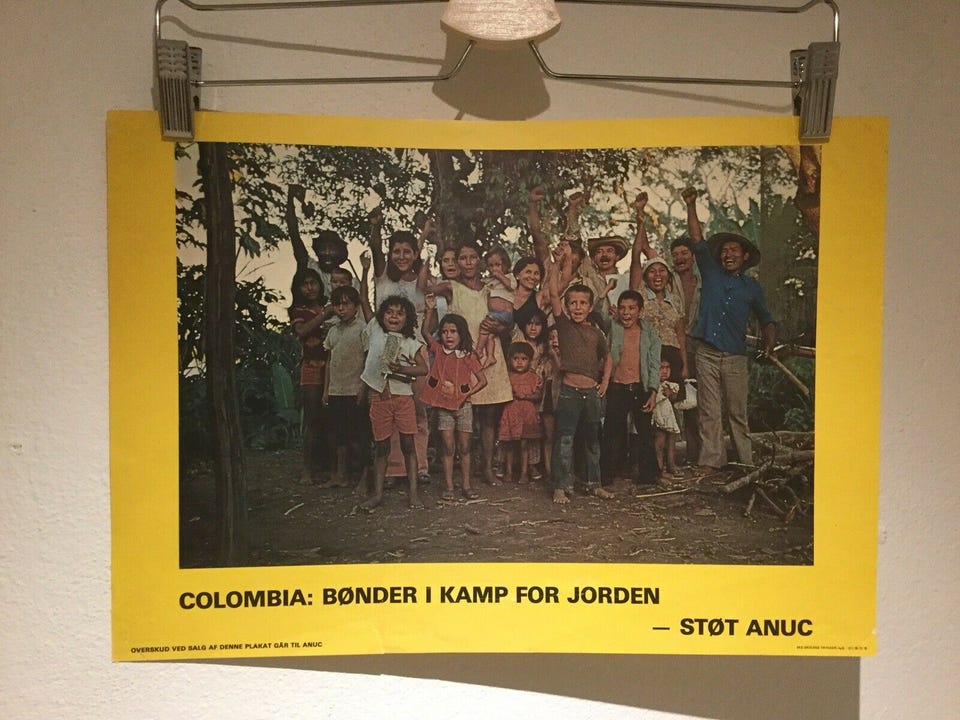 COLOMBIA: BØNDER I KAMP FOR JORDEN
— STØT ANUC
OVERSKUD VED SALG AF DENNE PLAKAT GÅR TIL ANUC